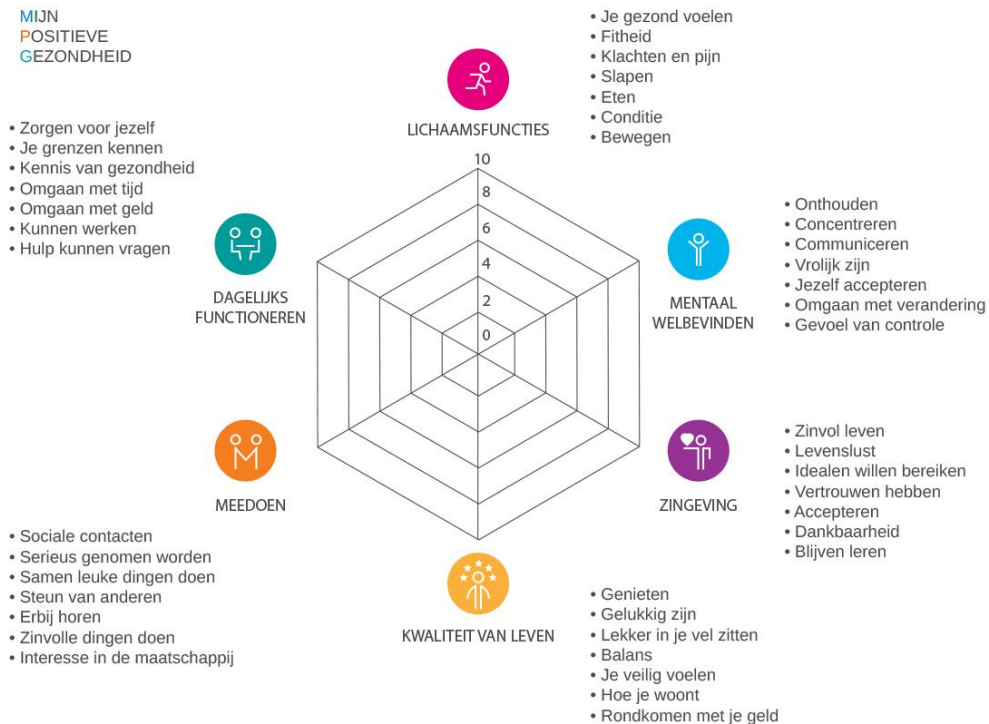 MIJN
POSITIEVE
GEZONDHEID
• Je gezond voelen
• Fitheid
• Klachten en pijn
• Slapen
• Eten
• Conditie
• Bewegen
LICHAAMSFUNCTIES
• Onthouden
• Concentreren
• Communiceren
• Vrolijk zijn
• Jezelf accepteren
• Omgaan met verandering
• Gevoel van controle
MENTAAL
WELBEVINDEN
• Zinvol leven
• Levenslust
• Idealen willen bereiken
• Vertrouwen hebben
• Accepteren
• Dankbaarheid
• Blijven leren
ZINGEVING
• Genieten
• Gelukkig zijn
• Lekker in je vel zitten
• Balans
• Je veilig voelen
• Hoe je woont
• Rondkomen met je geld
KWALITEIT VAN LEVEN
• Sociale contacten
• Serieus genomen worden
• Samen leuke dingen doen
• Steun van anderen
• Erbij horen
• Zinvolle dingen doen
• Interesse in de maatschappij
MEEDOEN
• Zorgen voor jezelf
• Je grenzen kennen
• Kennis van gezondheid
• Omgaan met tijd
• Omgaan met geld
• Kunnen werken
• Hulp kunnen vragen
DAGELIJKS
FUNCTIONEREN
10
8
6
4
2
0